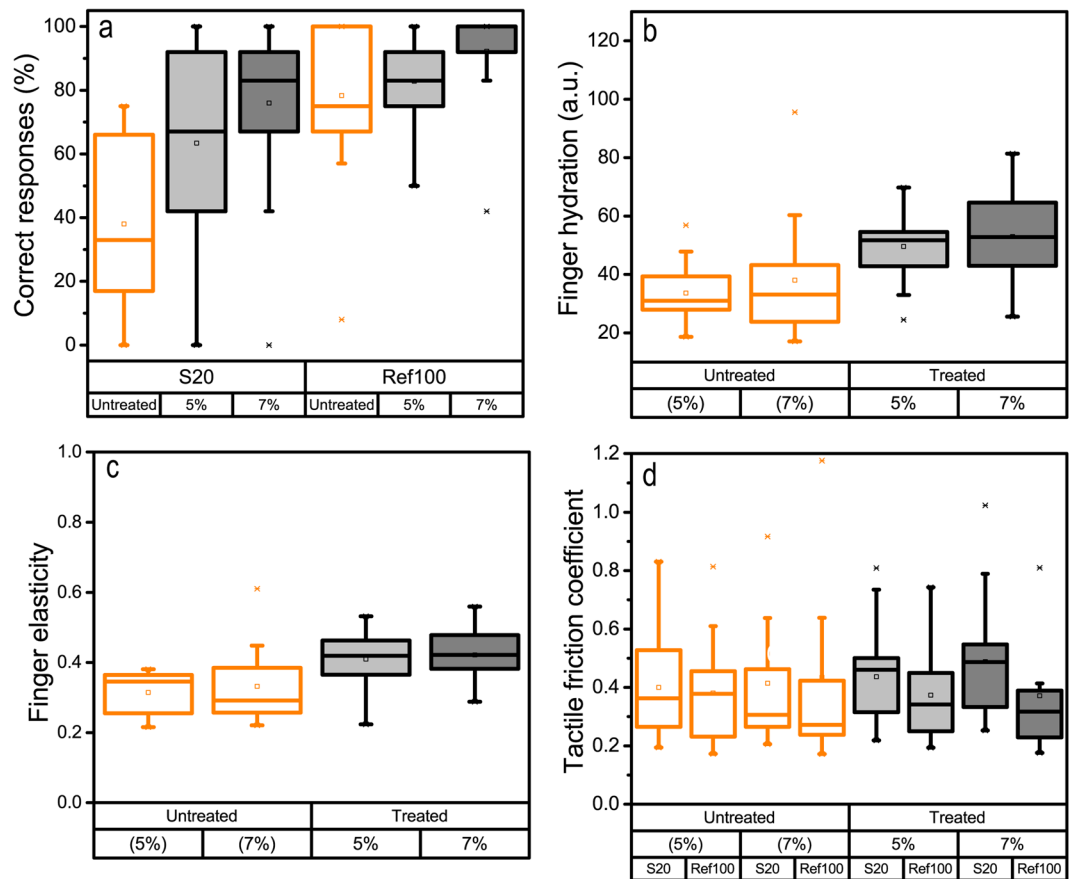 a
100
80
60
40
20
0
Correct responses (%)
S20 Ref100
Untreated 5% 7% Untreated 5% 7%
b
120
100
80
60
40
20
Finger hydration (a.u.)
Untreated Treated
(5%) (7%) 5% 7%
c
1.0
0.8
0.6
0.4
0.2
0.0
Finger elasticity
Untreated Treated
(5%) (7%) 5% 7%
d
1.2
1.0
0.8
0.6
0.4
0.2
0.0
Tactile friction coefficient
Untreated Treated
(5%) (7%) 5% 7%
S20 Ref100 S20 Ref100 S20 Ref100 S20 Ref100